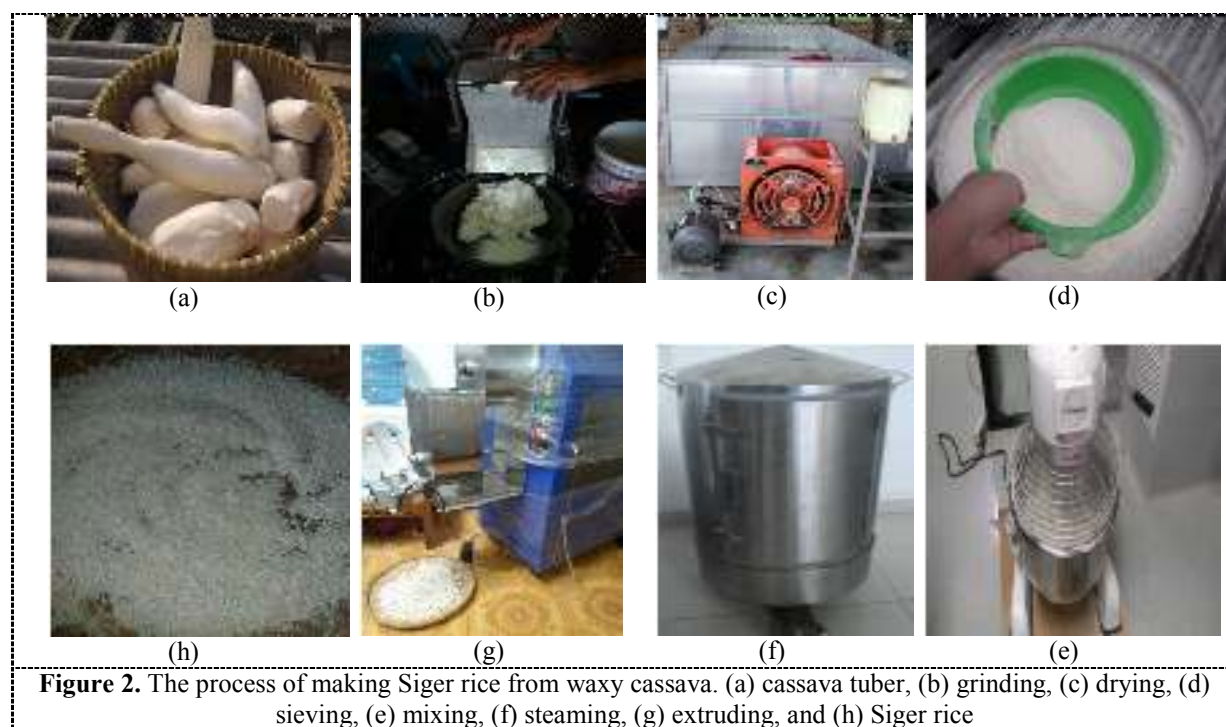 (a) (b) (c) (d)
(h) (g) (f) (e)
Figure 2. The process of making Siger rice from waxy cassava. (a) cassava tuber, (b) grinding, (c) drying, (d)
sieving, (e) mixing, (f) steaming, (g) extruding, and (h) Siger rice